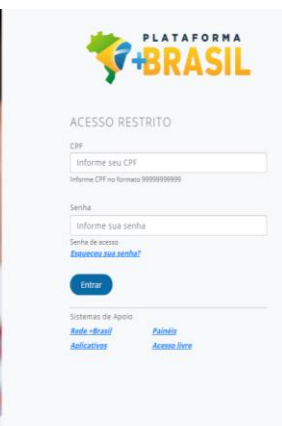 PLATAFORMA
+BRASIL
ACESSO RESTRITO
CPF
Informe seu CPF
Informe CPF no formato 99999999999
Senha
Informe sua senha
Senha de acesso
Esqueceu sua senha?
Entrar
Sistemas de Apoio
Rede +Brasil Painéis
Aplicativos Acesso livre